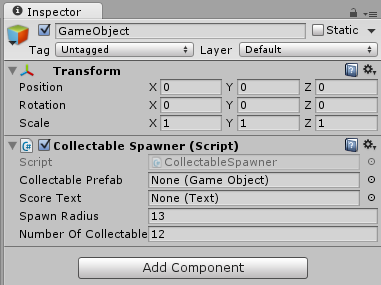 Inspector
GameObject
Static
Tag Untagged Layer Default
Transform
Position X 0 Y 0 Z 0
Rotation X 0 Y 0 Z 0
Scale X 1 Y 1 Z 1
Collectable Spawner (Script)
Script CollectableSpawner
Collectable Prefab None (Game Object)
Score Text None (Text)
Spawn Radius 13
Number Of Collectable 12
Add Component